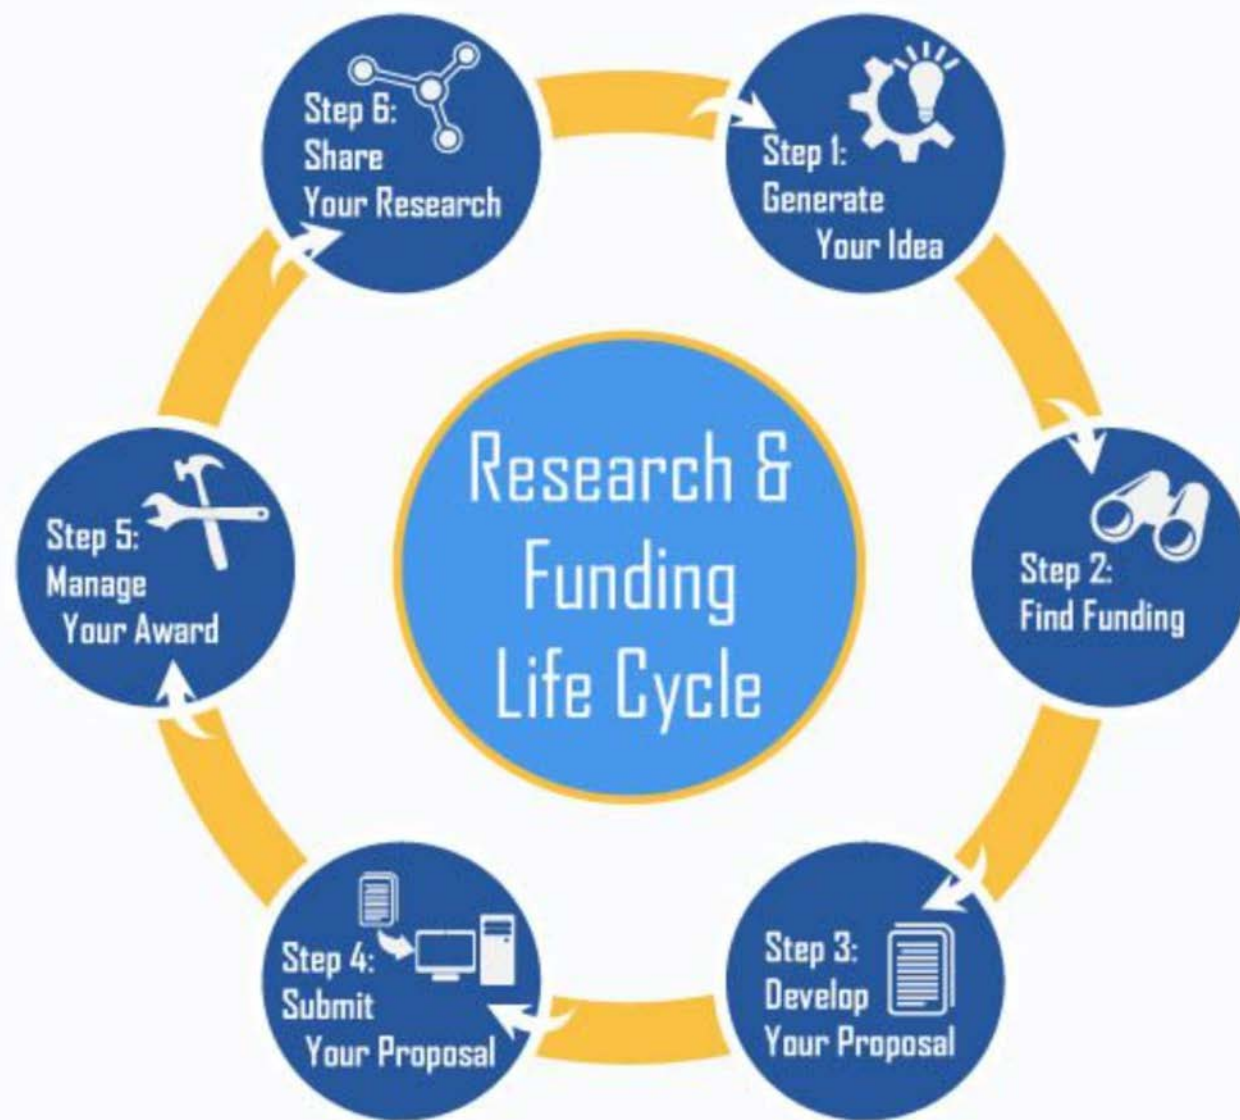 Research &
Funding
Life Cycle
Step 1:
Generate
Your Idea
Step 2:
Find Funding
Step 3:
Develop
Your Proposal
Step 4:
Submit
Your Proposal
Step 5:
Manage
Your Award
Step 6:
Share
Your Research